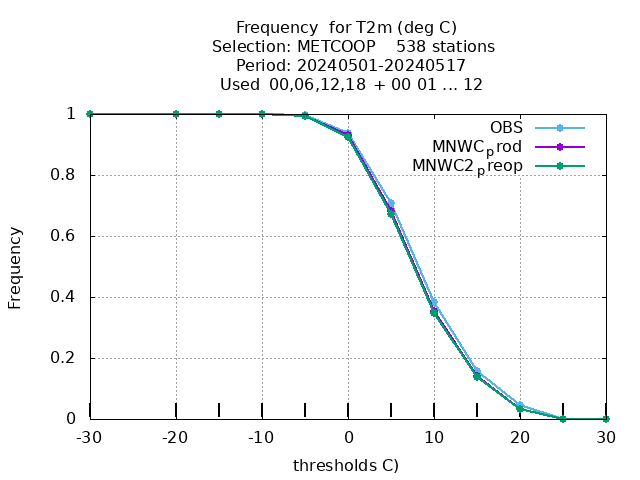 Frequency  for T2m (deg C)
Selection: METCOOP    538 stations
Period: 20240501-20240517
Used 00,06,12,18 + 00 01 ... 12
OBS
MNWCprod
MNWC2preop
1
0.8
0.6
0.4
0.2
0
Frequency
-30 -20 -10 0 10 20 30
thresholds C)